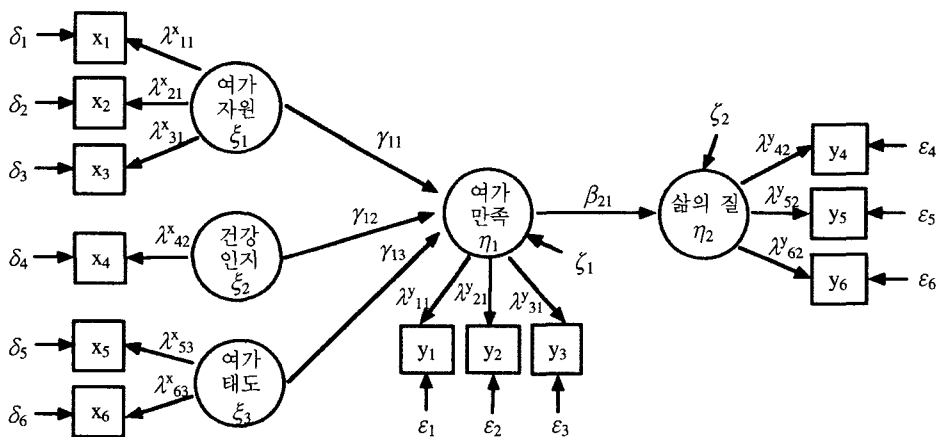 δ₁ x₁ λˣ₁₁
여가
자원
ξ₁
δ₂ x₂ λˣ₂₁
δ₃ x₃ λˣ₃₁
γ₁₁
건강
인지
ξ₂
δ₄ x₄ λˣ₄₂
γ₁₂
여가
태도
ξ₃
δ₅ x₅ λˣ₅₃
δ₆ x₆ λˣ₆₃
γ₁₃
여가
만족
η₁
ζ₁
β₂₁
λʸ₁₁ λʸ₂₁ λʸ₃₁
y₁ y₂ y₃
ε₁ ε₂ ε₃
ζ₂
삶의 질
η₂
λʸ₄₂ y₄ ε₄
λʸ₅₂ y₅ ε₅
λʸ₆₂ y₆ ε₆